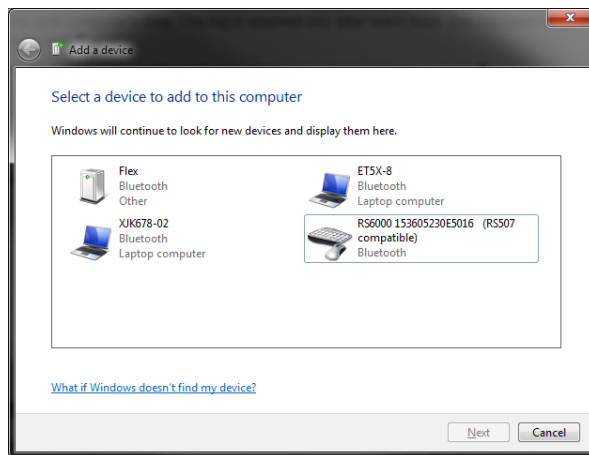 Add a device
Select a device to add to this computer
Windows will continue to look for new devices and display them here.
Flex
Bluetooth
Other
ET5X-8
Bluetooth
Laptop computer
XJK678-02
Bluetooth
Laptop computer
RS6000 153605230E5016 (RS507
compatible)
Bluetooth
What if Windows doesn't find my device?
Next
Cancel